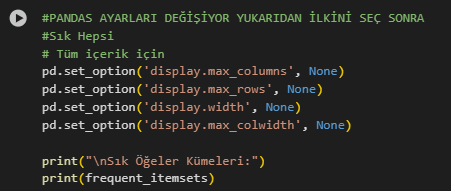 #PANDAS AYARLARI DEĞİŞİYOR YUKARIDAN İLKİNİ SEÇ SONRA
#Sık Hepsi
# Tüm içerik için
pd.set_option('display.max_columns', None)
pd.set_option('display.max_rows', None)
pd.set_option('display.width', None)
pd.set_option('display.max_colwidth', None)
print("\nSık Öğeler Kümeleri:")
print(frequent_itemsets)